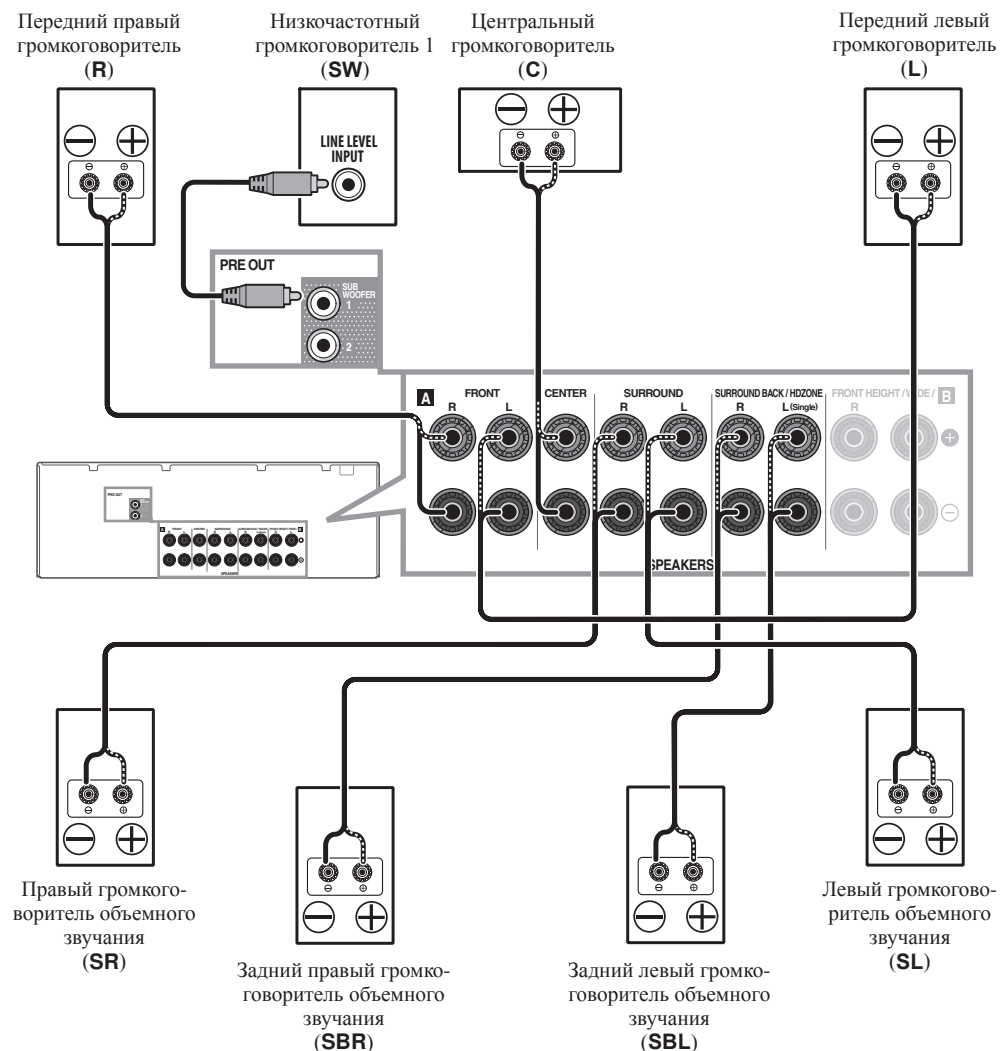 Передний правый
громкоговоритель
(R)
Низкочастотный
громкоговоритель 1
(SW)
Центральный
громкоговоритель
(C)
Передний левый
громкоговоритель
(L)
LINE LEVEL
INPUT
PRE OUT
SUB
WOOFER
1
2
A
FRONT
R L
CENTER
SURROUND
R L
SURROUND BACK / HDZONE
R L (Single)
FRONT HEIGHT / WIDE / B
R
SPEAKERS
PRE OUT
SPEAKERS
Правый громкого-
воритель объемного
звучания
(SR)
Задний правый громко-
говоритель объемного
звучания
(SBR)
Задний левый громко-
говоритель объемного
звучания
(SBL)
Левый громкогово-
ритель объемного
звучания
(SL)